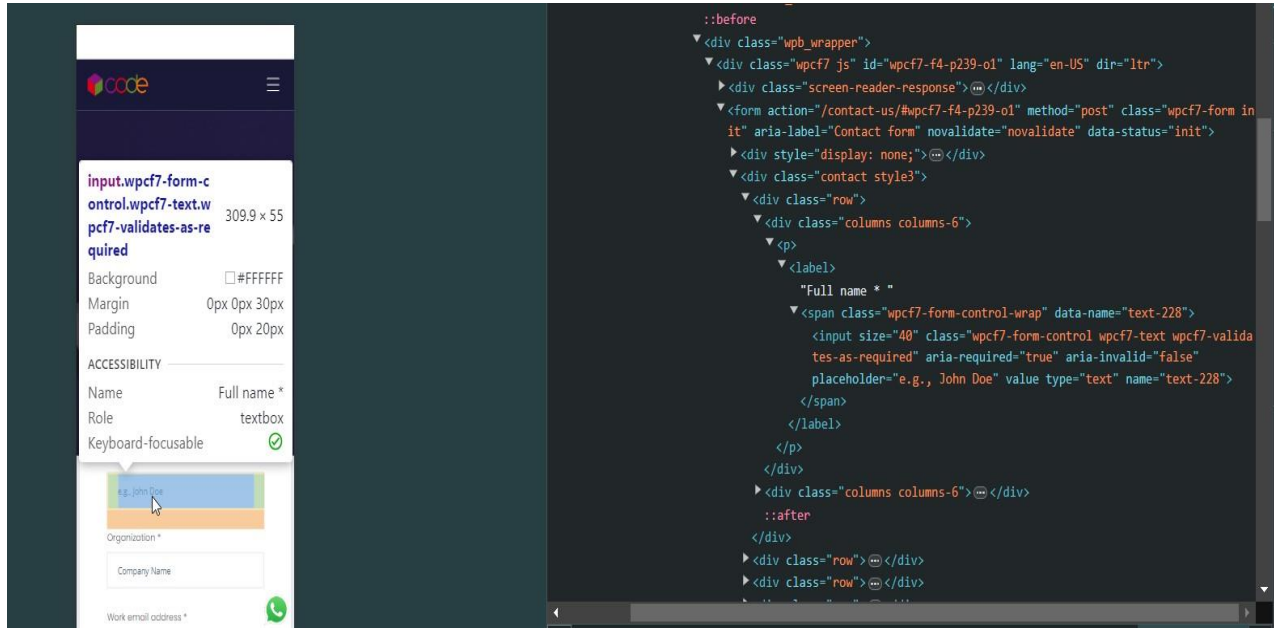 code
input.wpcf7-form-c
ontrol.wpcf7-text.w
pcf7-validates-as-re
quired
309.9 × 55
Background #FFFFFF
Margin 0px 0px 30px
Padding 0px 20px
ACCESSIBILITY
Name Full name *
Role textbox
Keyboard-focusable
e.g., John Doe
Organization *
Company Name
Work email address *
::before
<div class="wpb_wrapper">
<div class="wpcf7 js" id="wpcf7-f4-p239-o1" lang="en-US" dir="ltr">
<div class="screen-reader-response">…</div>
<form action="/contact-us/#wpcf7-f4-p239-o1" method="post" class="wpcf7-form in
it" aria-label="Contact form" novalidate="novalidate" data-status="init">
<div style="display: none;">…</div>
<div class="contact style3">
<div class="row">
<div class="columns columns-6">
<p>
<label>
"Full name * "
<span class="wpcf7-form-control-wrap" data-name="text-228">
<input size="40" class="wpcf7-form-control wpcf7-text wpcf7-valida
tes-as-required" aria-required="true" aria-invalid="false"
placeholder="e.g., John Doe" value type="text" name="text-228">
</span>
</label>
</p>
</div>
<div class="columns columns-6">…</div>
::after
</div>
<div class="row">…</div>
<div class="row">…</div>